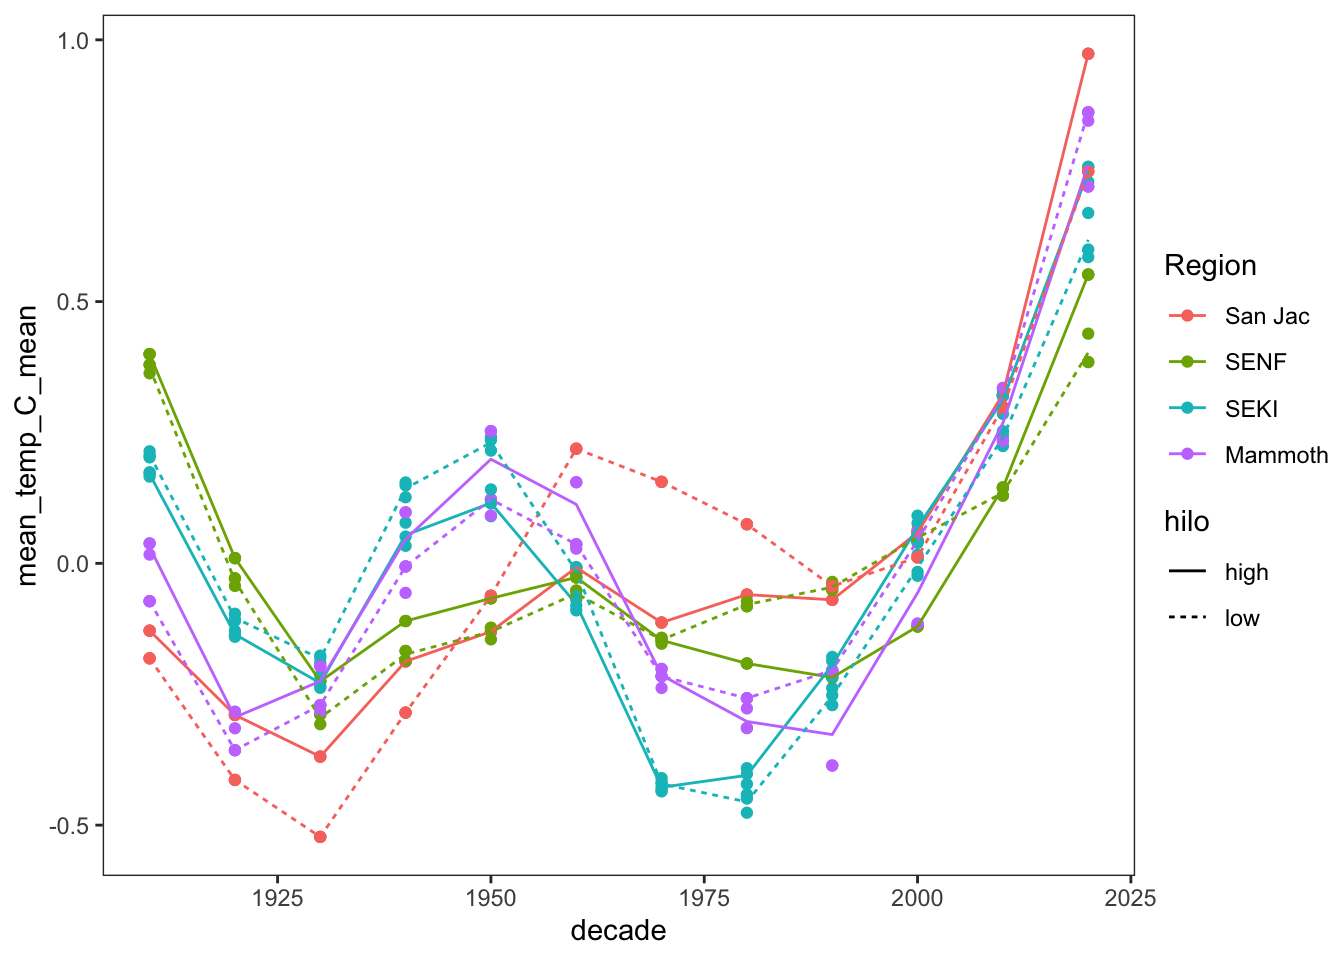 mean_temp_C_mean
1.0
0.5
0.0
-0.5
1925
1950
1975
2000
2025
decade
Region
San Jac
SENF
SEKI
Mammoth
hilo
high
low